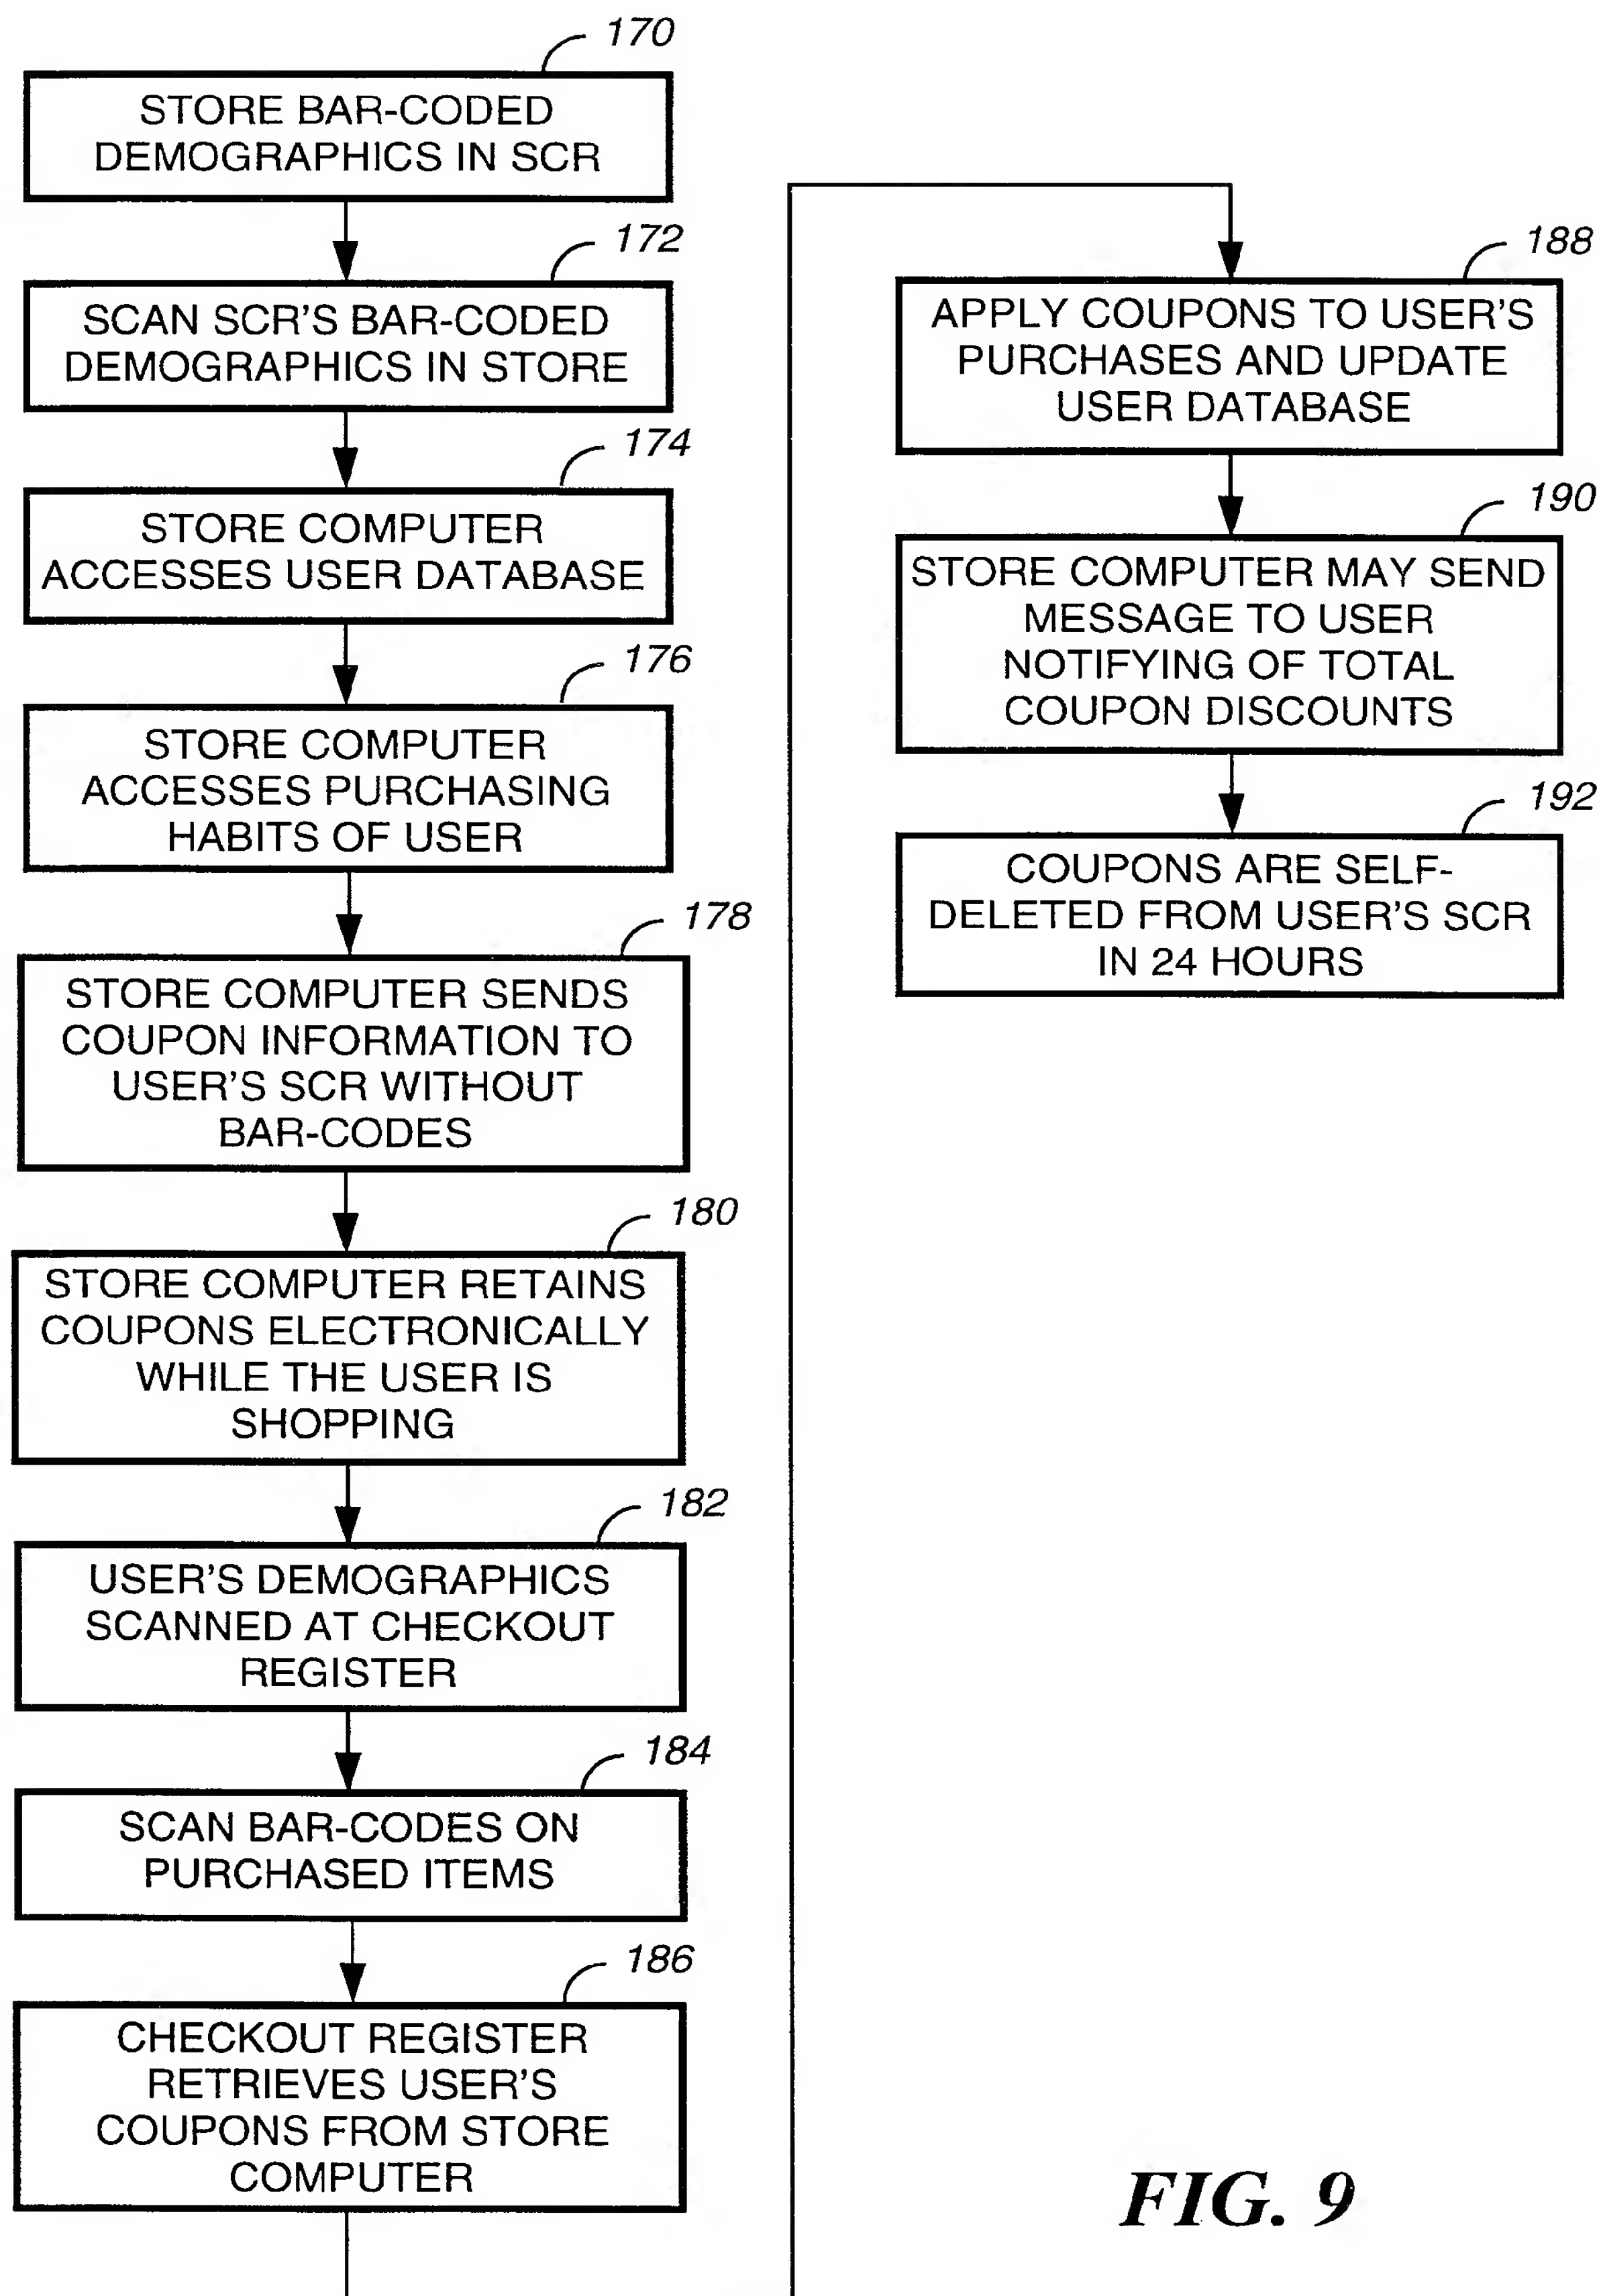 170
STORE BAR-CODED
DEMOGRAPHICS IN SCR
172
SCAN SCR'S BAR-CODED
DEMOGRAPHICS IN STORE
174
STORE COMPUTER
ACCESSES USER DATABASE
176
STORE COMPUTER
ACCESSES PURCHASING
HABITS OF USER
178
STORE COMPUTER SENDS
COUPON INFORMATION TO
USER'S SCR WITHOUT
BAR-CODES
180
STORE COMPUTER RETAINS
COUPONS ELECTRONICALLY
WHILE THE USER IS
SHOPPING
182
USER'S DEMOGRAPHICS
SCANNED AT CHECKOUT
REGISTER
184
SCAN BAR-CODES ON
PURCHASED ITEMS
186
CHECKOUT REGISTER
RETRIEVES USER'S
COUPONS FROM STORE
COMPUTER
188
APPLY COUPONS TO USER'S
PURCHASES AND UPDATE
USER DATABASE
190
STORE COMPUTER MAY SEND
MESSAGE TO USER
NOTIFYING OF TOTAL
COUPON DISCOUNTS
192
COUPONS ARE SELF-
DELETED FROM USER'S SCR
IN 24 HOURS
FIG. 9